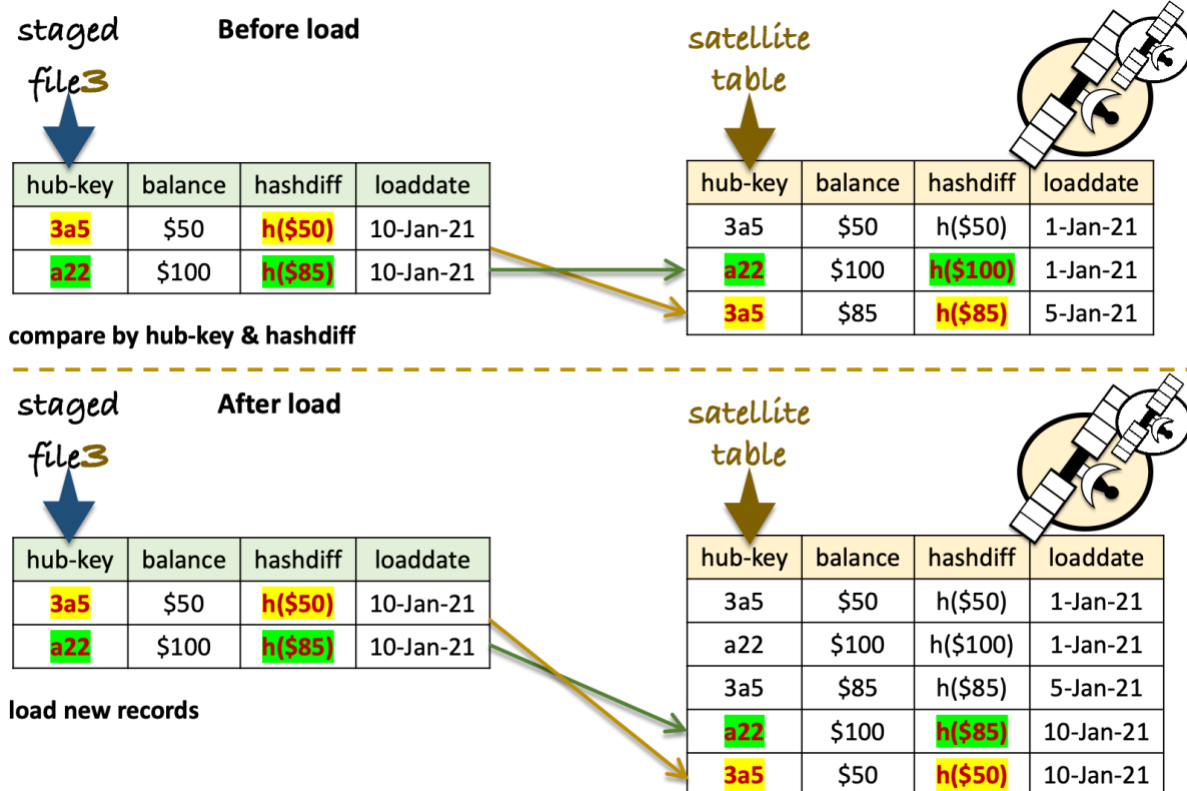 staged
file3
Before load
satellite
table
hub-key balance hashdiff loaddate
3a5 $50 h($50) 10-Jan-21
a22 $100 h($85) 10-Jan-21
compare by hub-key & hashdiff
hub-key balance hashdiff loaddate
3a5 $50 h($50) 1-Jan-21
a22 $100 h($100) 1-Jan-21
3a5 $85 h($85) 5-Jan-21
staged
file3
After load
satellite
table
hub-key balance hashdiff loaddate
3a5 $50 h($50) 10-Jan-21
a22 $100 h($85) 10-Jan-21
load new records
hub-key balance hashdiff loaddate
3a5 $50 h($50) 1-Jan-21
a22 $100 h($100) 1-Jan-21
3a5 $85 h($85) 5-Jan-21
a22 $100 h($85) 10-Jan-21
3a5 $50 h($50) 10-Jan-21